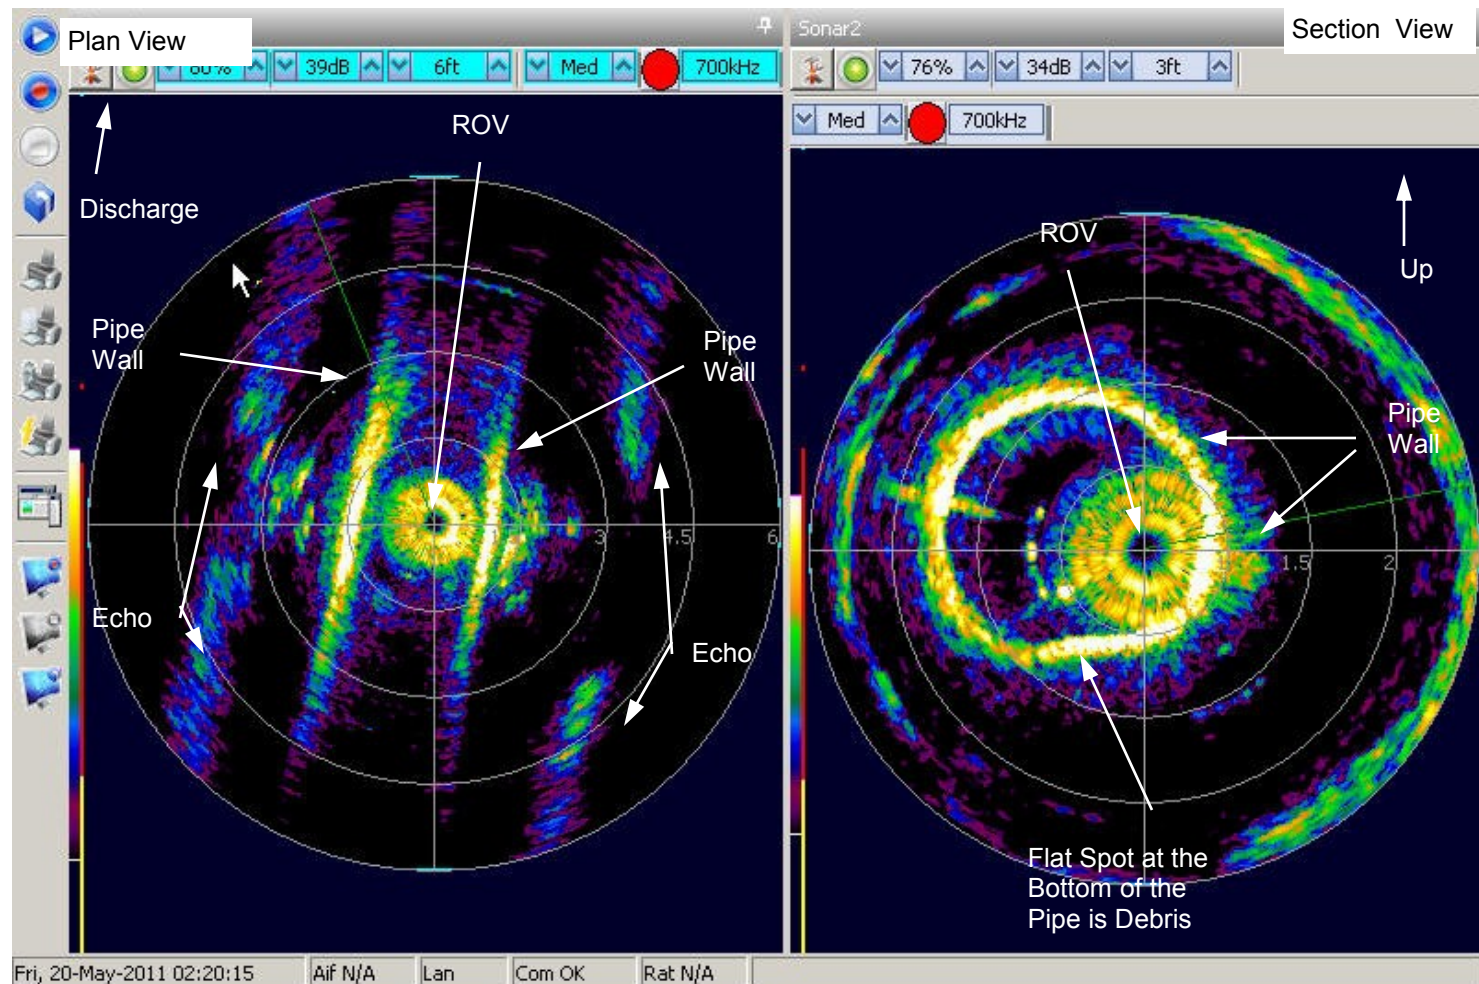 Plan View
Sonar2
Section View
60%
39dB
6ft
Med
700kHz
76%
34dB
3ft
Med
700kHz
ROV
Discharge
ROV
Up
Pipe
Wall
Pipe
Wall
Pipe
Wall
3
4.5
6
1.5
2
Echo
Echo
Flat Spot at the
Bottom of the
Pipe is Debris
Fri, 20-May-2011 02:20:15
Aif N/A
Lan
Com OK
Rat N/A